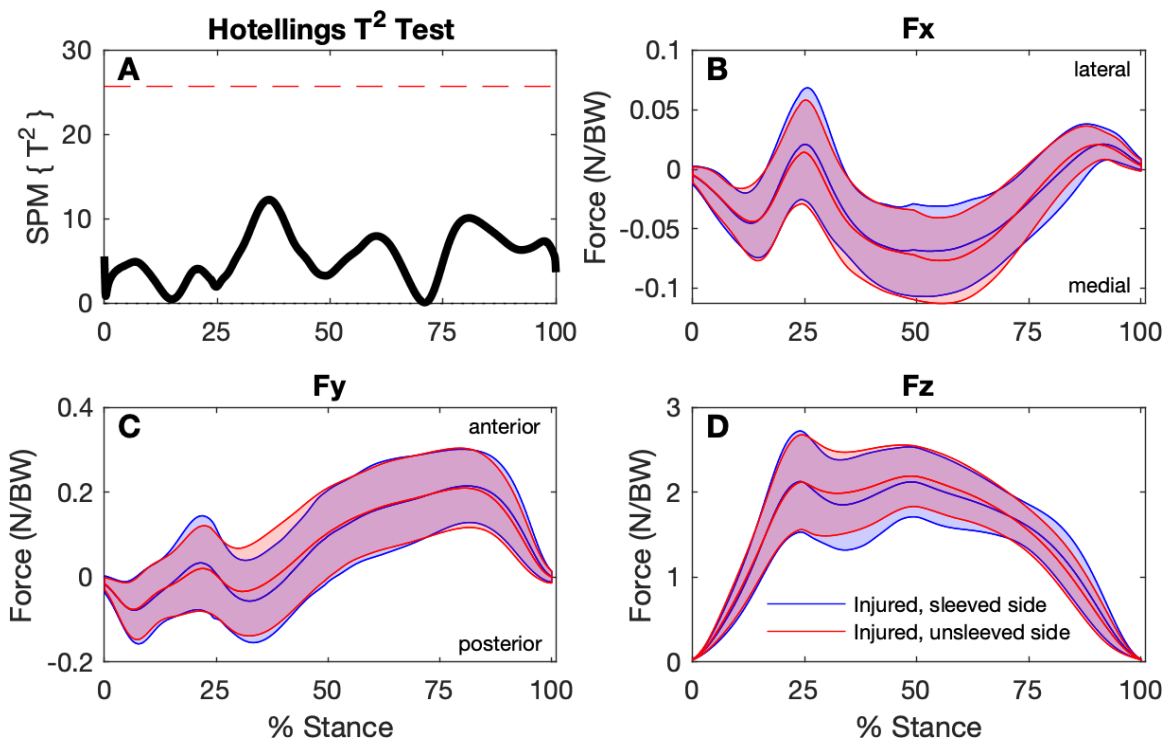 Hotellings T² Test
A
30
20
10
0
SPM { T² }
0 25 50 75 100
Fx
B
lateral
0.1
0.05
0
-0.05
-0.1
Force (N/BW)
medial
0 25 50 75 100
Fy
C
anterior
0.4
0.2
0
-0.2
Force (N/BW)
posterior
0 25 50 75 100
% Stance
Fz
D
3
2
1
0
Force (N/BW)
Injured, sleeved side
Injured, unsleeved side
0 25 50 75 100
% Stance